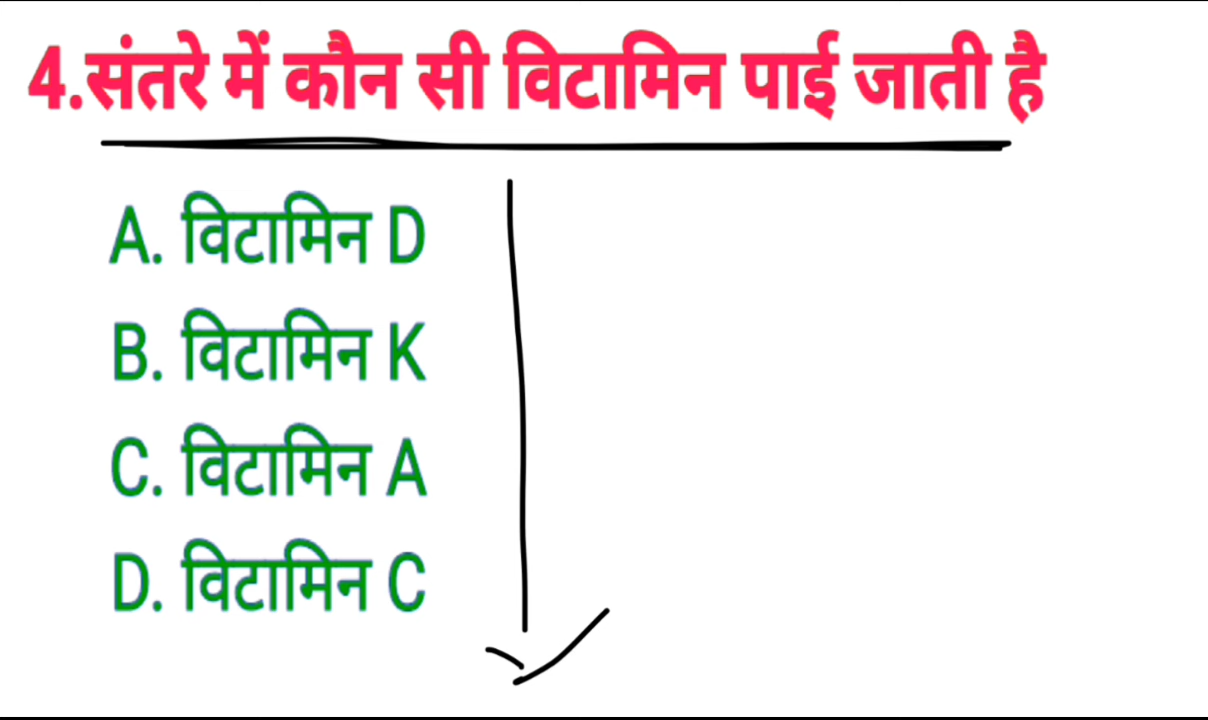 4.संतरे में कौन सी विटामिन पाई जाती है
A. विटामिन D
B. विटामिन K
C. विटामिन A
D. विटामिन C